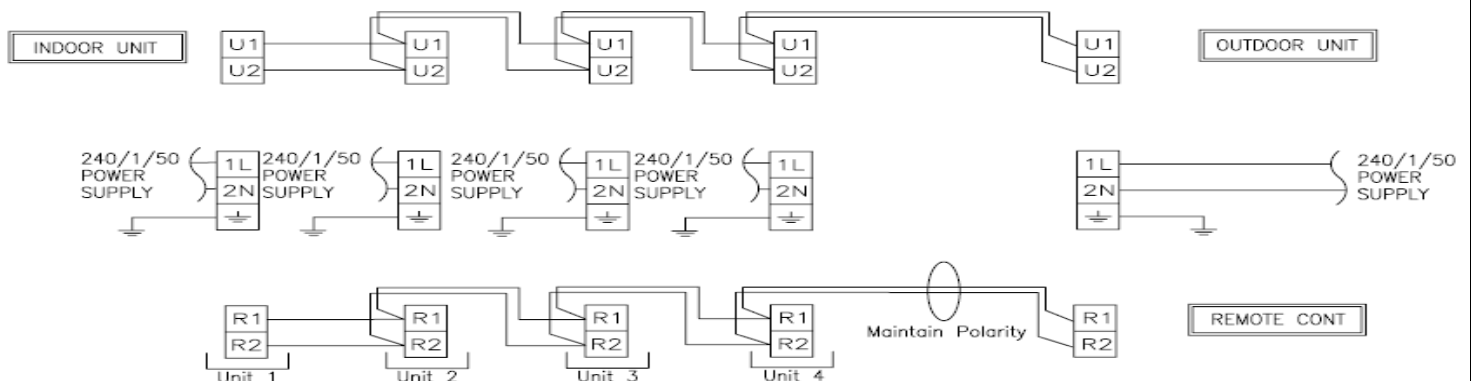 INDOOR UNIT
U1 U1 U1 U1 U1
U2 U2 U2 U2 U2
OUTDOOR UNIT
240/1/50 1L 240/1/50 1L 240/1/50 1L 240/1/50 1L 1L 240/1/50
POWER POWER POWER POWER POWER
SUPPLY 2N SUPPLY 2N SUPPLY 2N SUPPLY 2N 2N SUPPLY
R1 R1 R1 R1 R1
R2 R2 R2 R2 R2
Maintain Polarity
REMOTE CONT
Unit 1 Unit 2 Unit 3 Unit 4